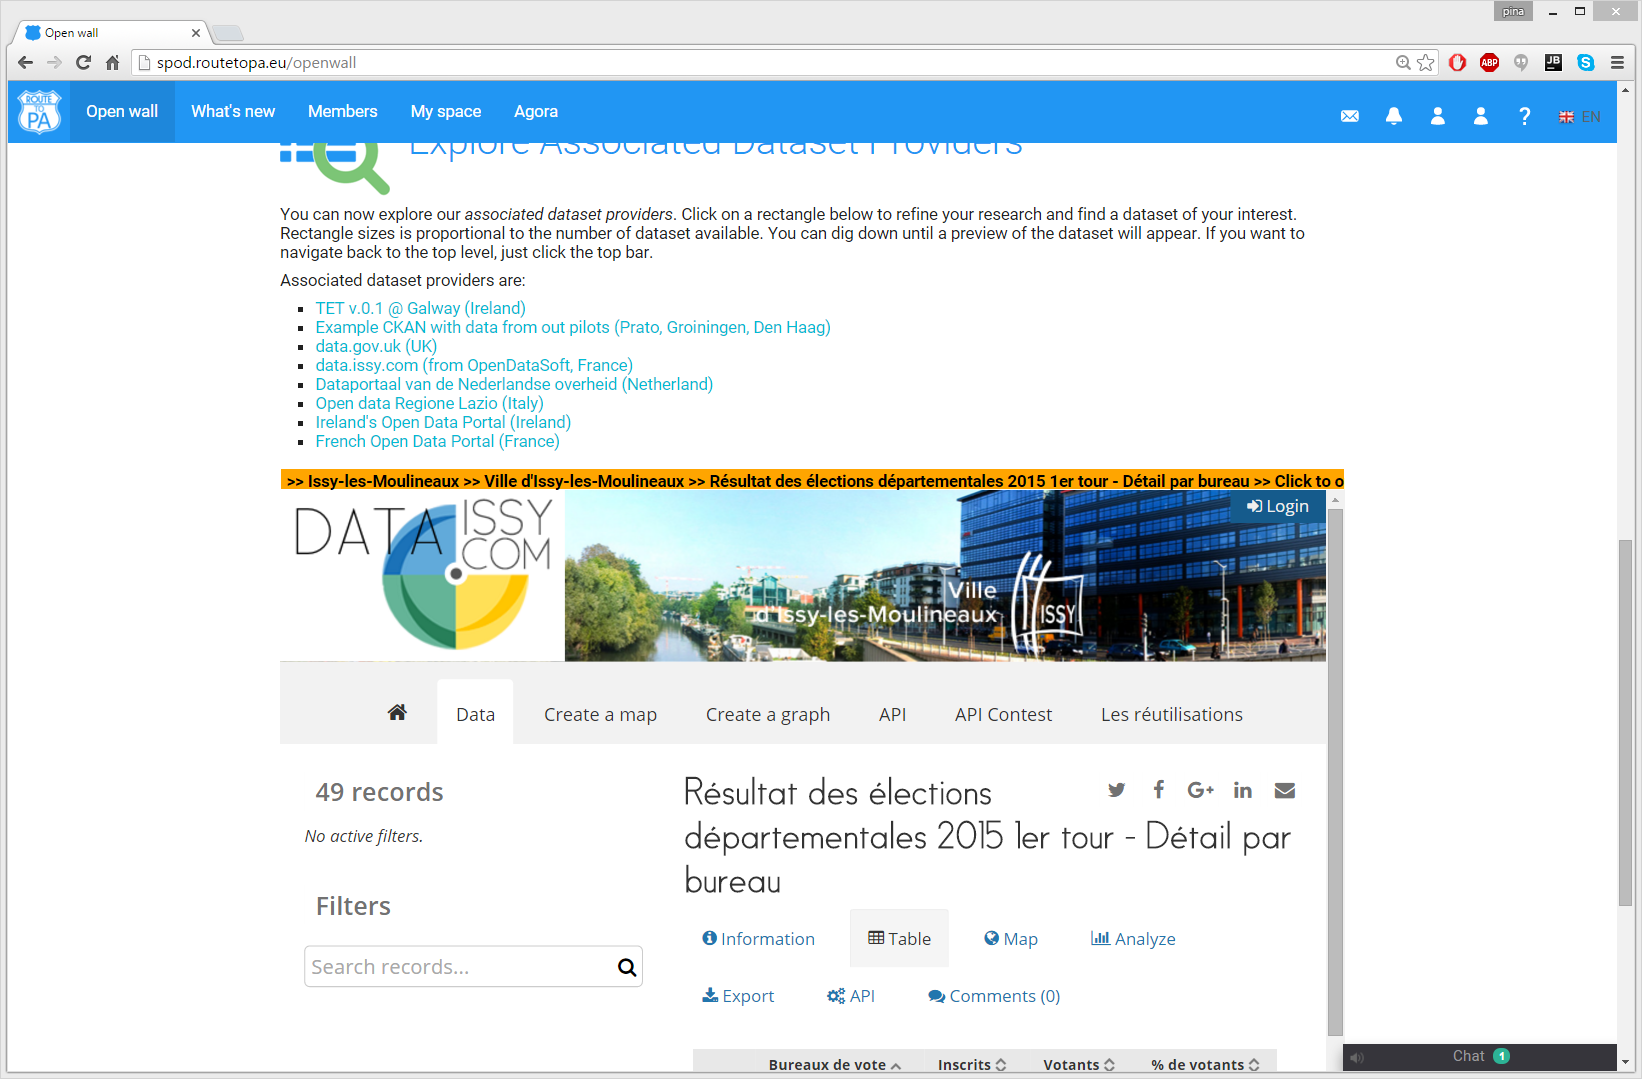 pina
Open wall
spod.routetopa.eu/openwall
ABP
JB
S
ROUTE
TO
PA
Open wall
What's new
Members
My space
Agora
?
EN
Explore Associated Dataset Providers
You can now explore our associated dataset providers. Click on a rectangle below to refine your research and find a dataset of your interest.
Rectangle sizes is proportional to the number of dataset available. You can dig down until a preview of the dataset will appear. If you want to
navigate back to the top level, just click the top bar.
Associated dataset providers are:
TET v.0.1 @ Galway (Ireland)
Example CKAN with data from out pilots (Prato, Groiningen, Den Haag)
data.gov.uk (UK)
data.issy.com (from OpenDataSoft, France)
Dataportaal van de Nederlandse overheid (Netherland)
Open data Regione Lazio (Italy)
Ireland's Open Data Portal (Ireland)
French Open Data Portal (France)
>> Issy-les-Moulineaux >> Ville d'Issy-les-Moulineaux >> Résultat des élections départementales 2015 1er tour - Détail par bureau >> Click to o
DATA ISSY
COM
Login
Ville
d'Issy-les-Moulineaux
ISSY
Data
Create a map
Create a graph
API
API Contest
Les réutilisations
49 records
No active filters.
Filters
Search records...
Résultat des élections
départementales 2015 1er tour - Détail par
bureau
Information
Table
Map
Analyze
Export
API
Comments (0)
Bureaux de vote
Inscrits
Votants
% de votants
Chat 1